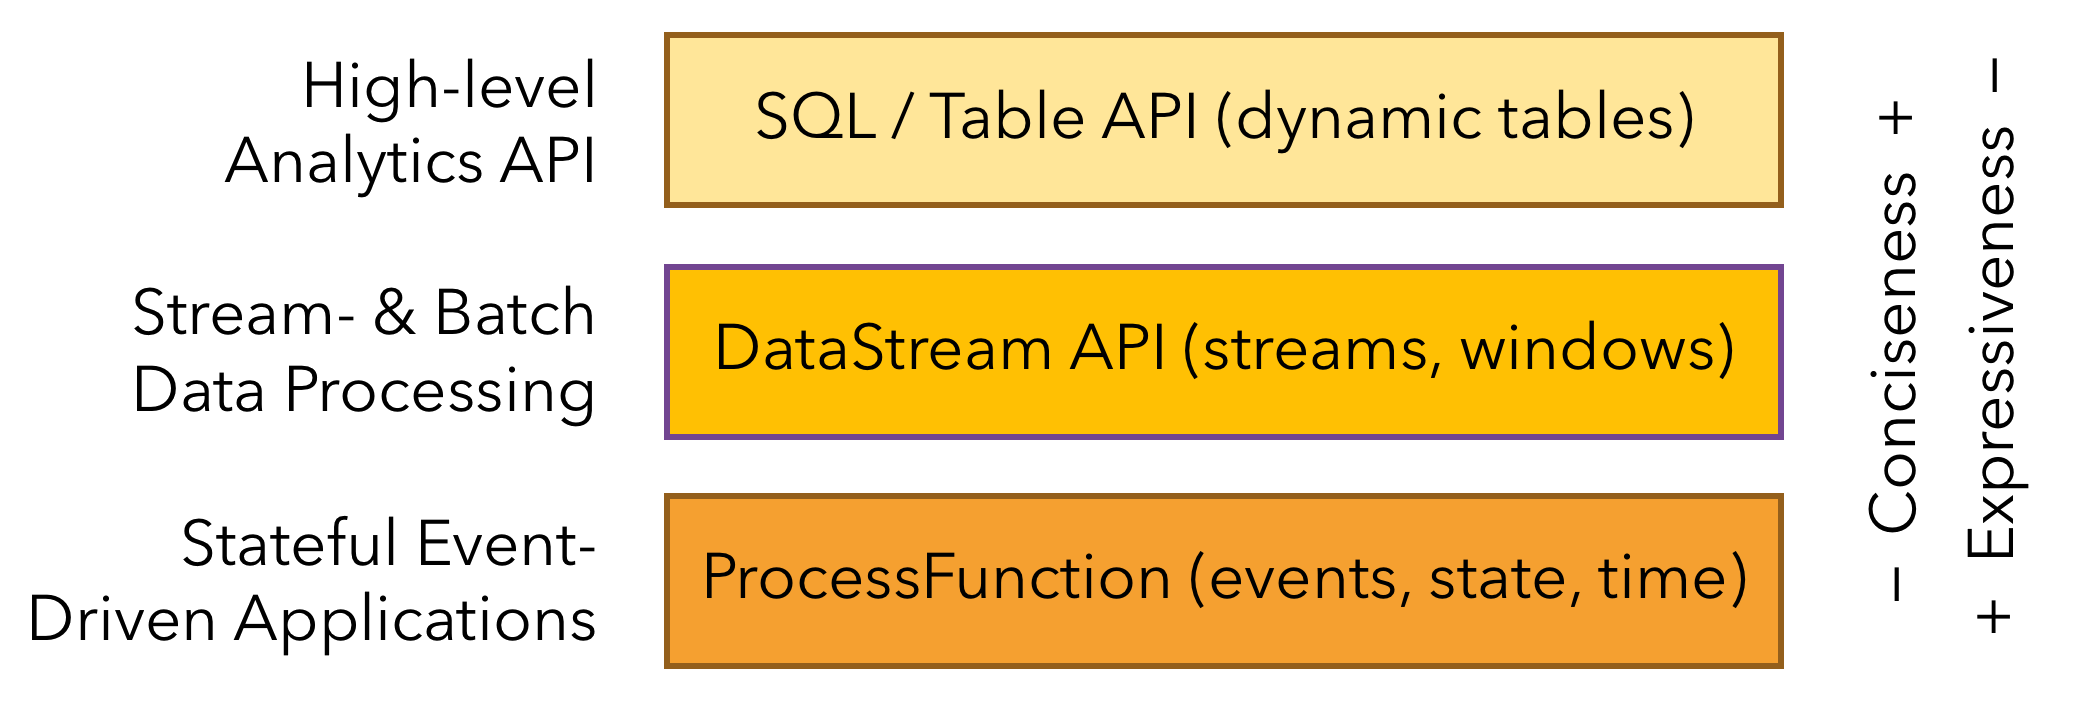 High-level
Analytics API
SQL / Table API (dynamic tables)
Stream- & Batch
Data Processing
DataStream API (streams, windows)
Stateful Event-
Driven Applications
ProcessFunction (events, state, time)
– Conciseness +
+ Expressiveness –